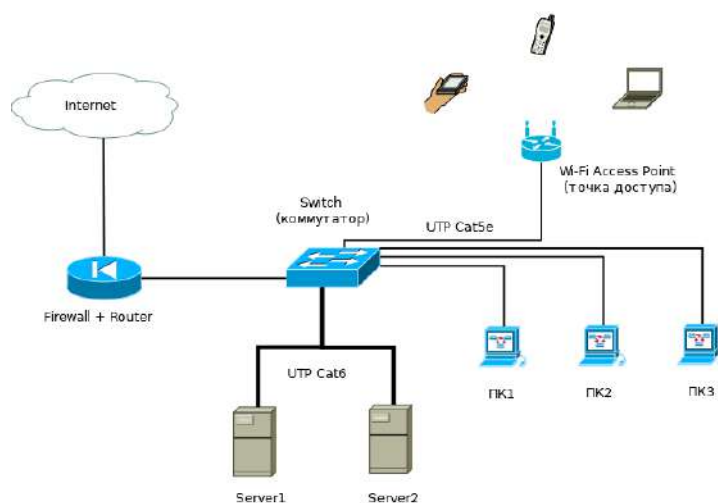 Internet
Wi-Fi Access Point
(точка доступа)
Switch
(коммутатор)
UTP Cat5e
Firewall + Router
UTP Cat6
ПК1
ПК2
ПК3
Server1
Server2